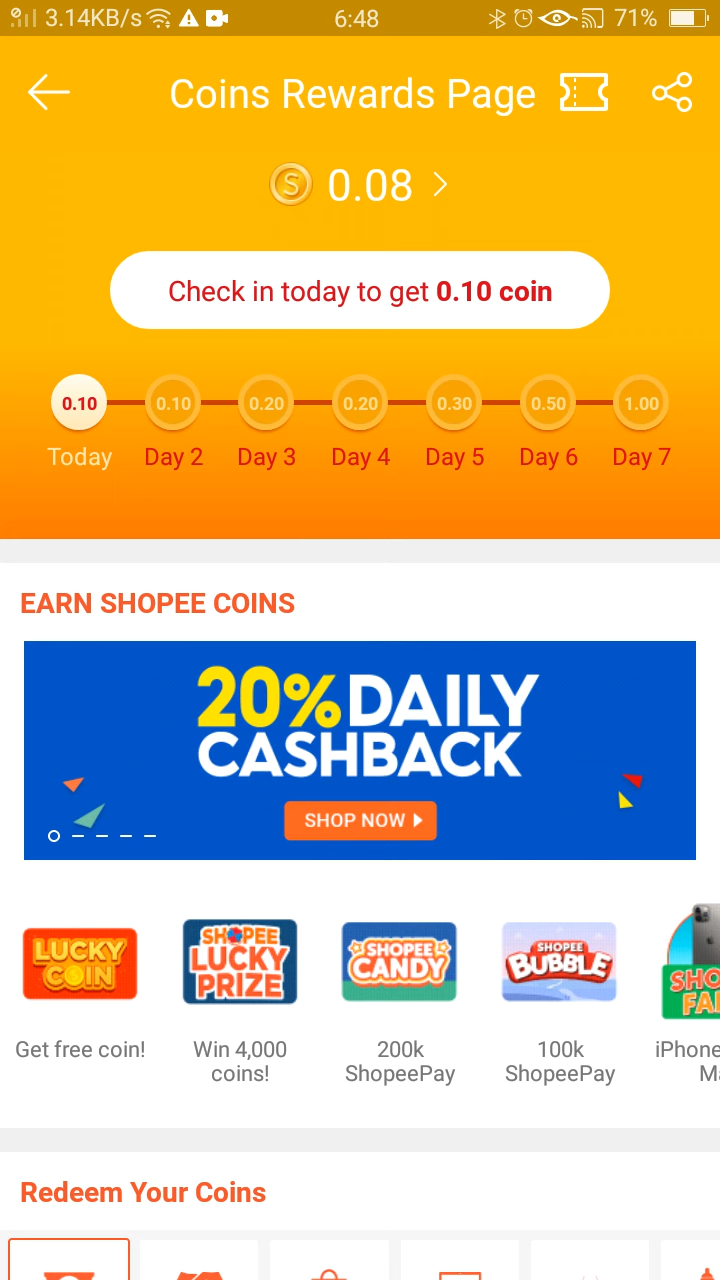 3.14KB/s 6:48 71%
Coins Rewards Page
S 0.08
Check in today to get 0.10 coin
0.10 0.10 0.20 0.20 0.30 0.50 1.00
Today Day 2 Day 3 Day 4 Day 5 Day 6 Day 7
EARN SHOPEE COINS
20% DAILY
CASHBACK
SHOP NOW
LUCKY
COIN
SHOPEE
LUCKY
PRIZE
SHOPEE
CANDY
SHOPEE
BUBBLE
SHO
FA
Get free coin!
Win 4,000
coins!
200k
ShopeePay
100k
ShopeePay
iPhone
Ma
Redeem Your Coins